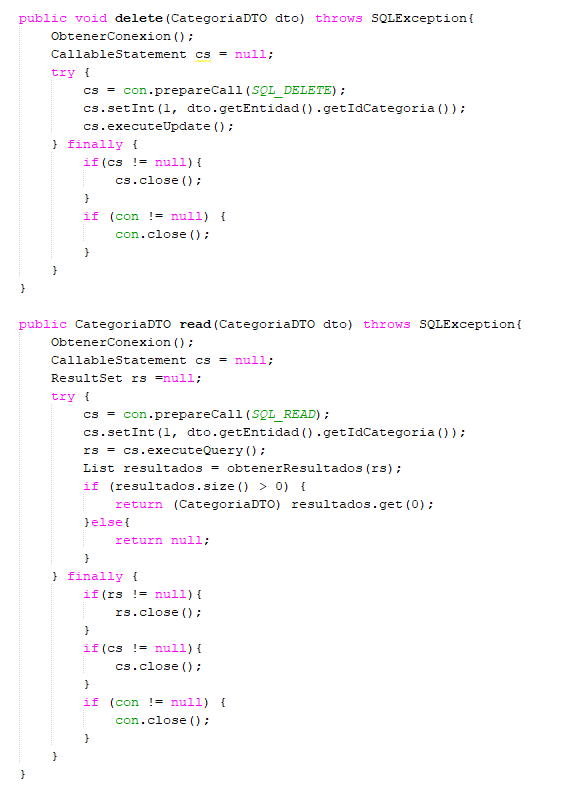 public void delete(CategoriaDTO dto) throws SQLException{
    ObtenerConexion();
    CallableStatement cs = null;
    try {
        cs = con.prepareCall(SQL_DELETE);
        cs.setInt(1, dto.getEntidad().getIdCategoria());
        cs.executeUpdate();
    } finally {
        if(cs != null){
            cs.close();
        }
        if (con != null) {
            con.close();
        }
    }
}

public CategoriaDTO read(CategoriaDTO dto) throws SQLException{
    ObtenerConexion();
    CallableStatement cs = null;
    ResultSet rs =null;
    try {
        cs = con.prepareCall(SQL_READ);
        cs.setInt(1, dto.getEntidad().getIdCategoria());
        rs = cs.executeQuery();
        List resultados = obtenerResultados(rs);
        if (resultados.size() > 0) {
            return (CategoriaDTO) resultados.get(0);
        }else{
            return null;
        }
    } finally {
        if(rs != null){
            rs.close();
        }
        if(cs != null){
            cs.close();
        }
        if (con != null) {
            con.close();
        }
    }
}